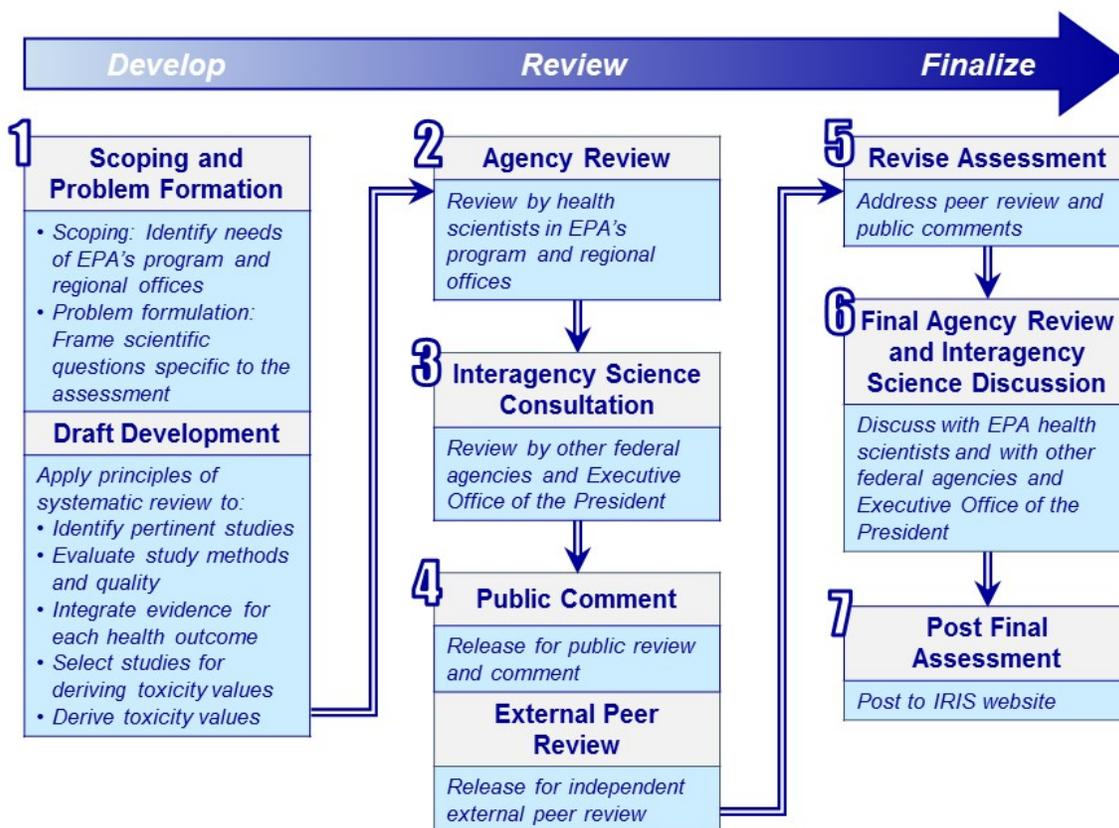 Develop
Review
Finalize
1
Scoping and
Problem Formation
• Scoping: Identify needs
of EPA's program and
regional offices
• Problem formulation:
Frame scientific
questions specific to the
assessment
Draft Development
Apply principles of
systematic review to:
• Identify pertinent studies
• Evaluate study methods
and quality
• Integrate evidence for
each health outcome
• Select studies for
deriving toxicity values
• Derive toxicity values
2
Agency Review
Review by health
scientists in EPA's
program and regional
offices
3
Interagency Science
Consultation
Review by other federal
agencies and Executive
Office of the President
4
Public Comment
Release for public review
and comment
External Peer
Review
Release for independent
external peer review
5
Revise Assessment
Address peer review and
public comments
6
Final Agency Review
and Interagency
Science Discussion
Discuss with EPA health
scientists and with other
federal agencies and
Executive Office of the
President
7
Post Final
Assessment
Post to IRIS website